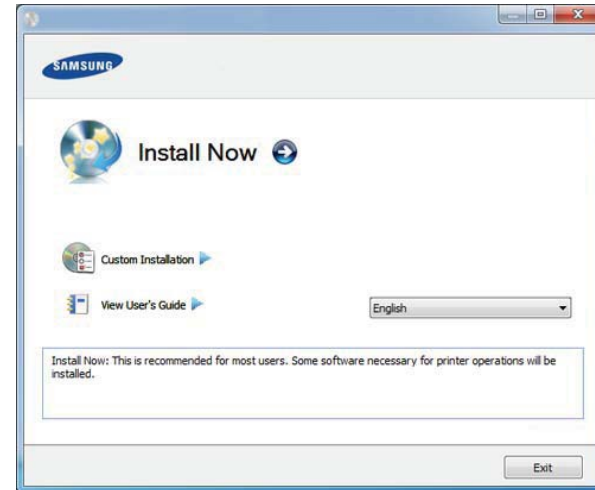 SAMSUNG
Install Now
Custom Installation
View User's Guide
English
Install Now: This is recommended for most users. Some software necessary for printer operations will be
installed.
Exit